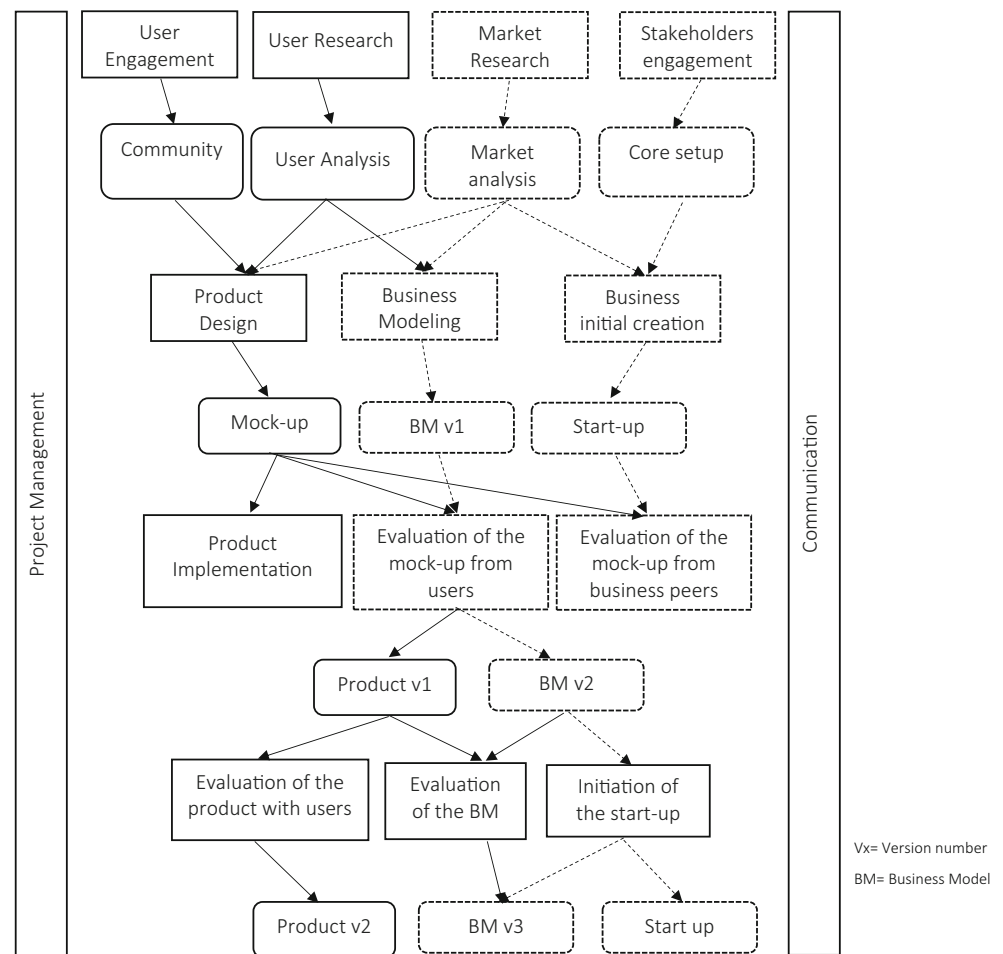 User
Engagement
User Research
Market
Research
Stakeholders
engagement
Community
User Analysis
Market
analysis
Core setup
Product
Design
Business
Modeling
Business
initial creation
Mock-up
BM v1
Start-up
Project Management
Communication
Product
Implementation
Evaluation of the
mock-up from
users
Evaluation of the
mock-up from
business peers
Product v1
BM v2
Evaluation of the
product with users
Evaluation
of the BM
Initiation of
the start-up
Vx= Version number
BM= Business Model
Product v2
BM v3
Start up